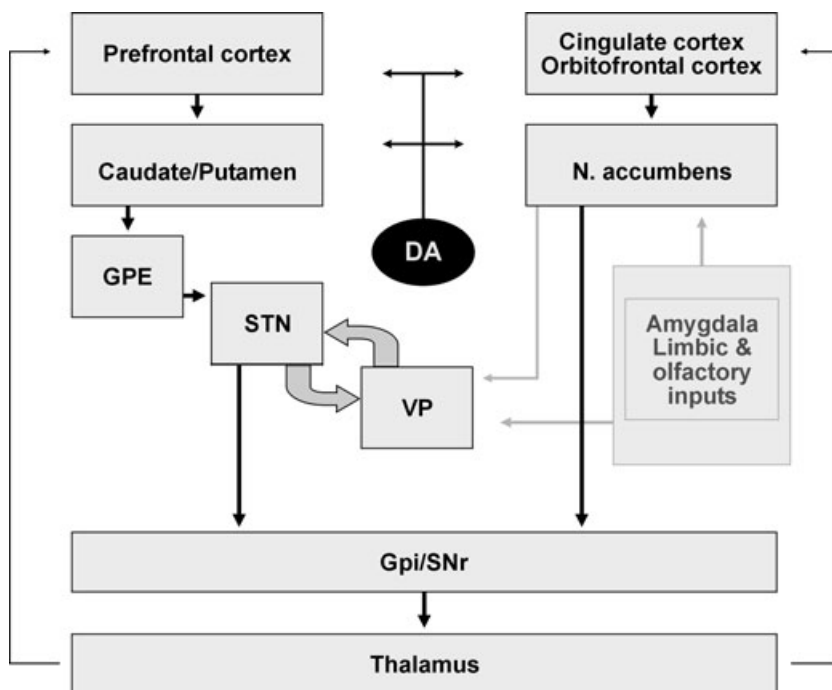 Prefrontal cortex
Cingulate cortex
Orbitofrontal cortex
Caudate/Putamen
N. accumbens
DA
GPE
STN
Amygdala
Limbic &
olfactory
inputs
VP
Gpi/SNr
Thalamus